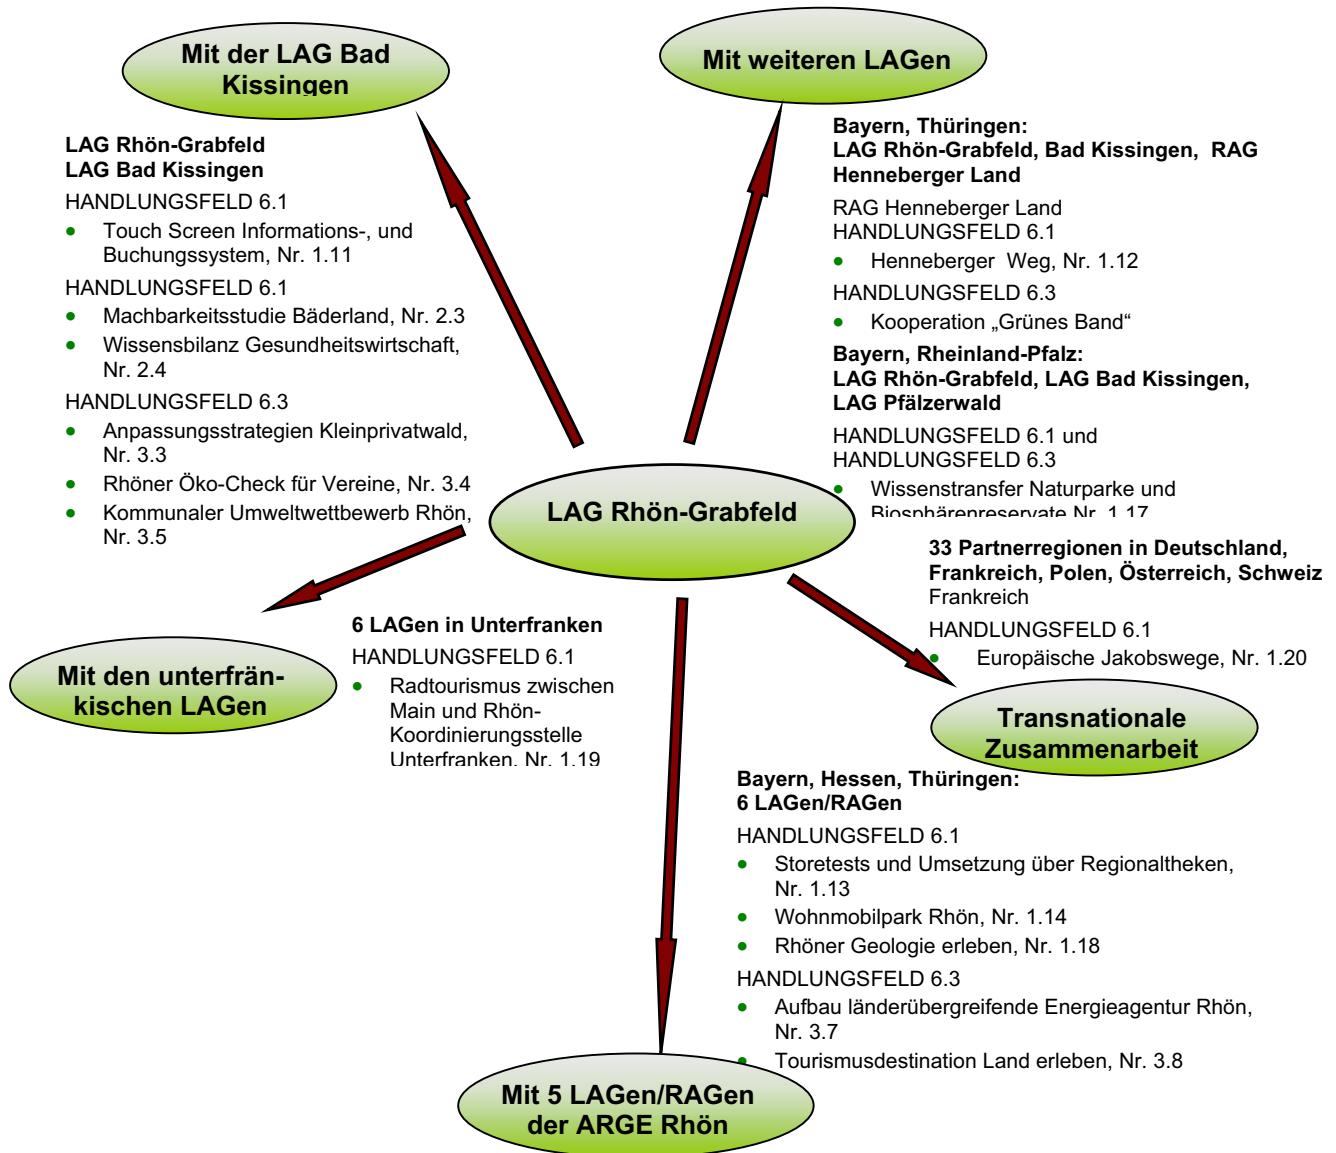 Mit der LAG Bad
Kissingen
Mit weiteren LAGen
LAG Rhön-Grabfeld
LAG Bad Kissingen
HANDLUNGSFELD 6.1
• Touch Screen Informations-, und
Buchungssystem, Nr. 1.11
HANDLUNGSFELD 6.1
• Machbarkeitsstudie Bäderland, Nr. 2.3
• Wissensbilanz Gesundheitswirtschaft,
Nr. 2.4
HANDLUNGSFELD 6.3
• Anpassungsstrategien Kleinprivatwald,
Nr. 3.3
• Rhöner Öko-Check für Vereine, Nr. 3.4
• Kommunaler Umweltwettbewerb Rhön,
Nr. 3.5
Bayern, Thüringen:
LAG Rhön-Grabfeld, Bad Kissingen, RAG
Henneberger Land
RAG Henneberger Land
HANDLUNGSFELD 6.1
• Henneberger Weg, Nr. 1.12
HANDLUNGSFELD 6.3
• Kooperation „Grünes Band“
Bayern, Rheinland-Pfalz:
LAG Rhön-Grabfeld, LAG Bad Kissingen,
LAG Pfälzerwald
HANDLUNGSFELD 6.1 und
HANDLUNGSFELD 6.3
• Wissenstransfer Naturparke und
Biosphärenreservate Nr. 1.17
LAG Rhön-Grabfeld
33 Partnerregionen in Deutschland,
Frankreich, Polen, Österreich, Schweiz
Frankreich
HANDLUNGSFELD 6.1
• Europäische Jakobswege, Nr. 1.20
Transnationale
Zusammenarbeit
6 LAGen in Unterfranken
HANDLUNGSFELD 6.1
• Radtourismus zwischen
Main und Rhön-
Koordinierungsstelle
Unterfranken, Nr. 1.19
Mit den unterfrän-
kischen LAGen
Bayern, Hessen, Thüringen:
6 LAGen/RAGen
HANDLUNGSFELD 6.1
• Storetests und Umsetzung über Regionaltheken,
Nr. 1.13
• Wohnmobilpark Rhön, Nr. 1.14
• Rhöner Geologie erleben, Nr. 1.18
HANDLUNGSFELD 6.3
• Aufbau länderübergreifende Energieagentur Rhön,
Nr. 3.7
• Tourismusdestination Land erleben, Nr. 3.8
Mit 5 LAGen/RAGen
der ARGE Rhön